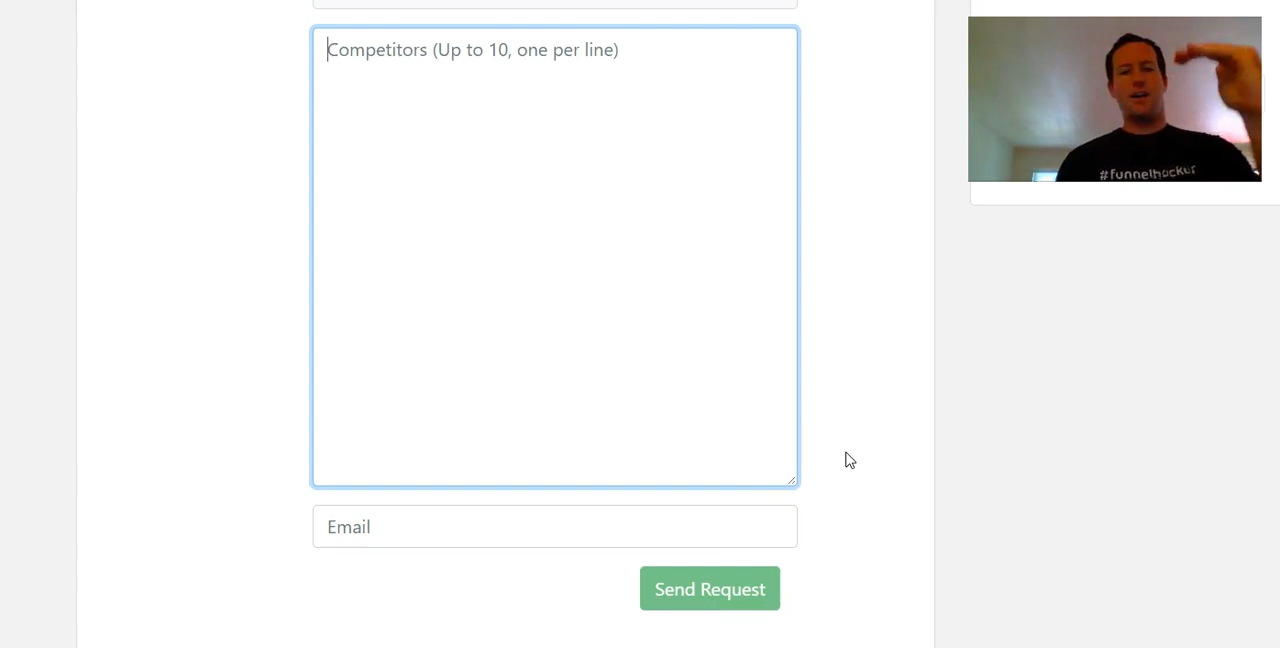 Competitors (Up to 10, one per line)
#funnelhacker
Email
Send Request